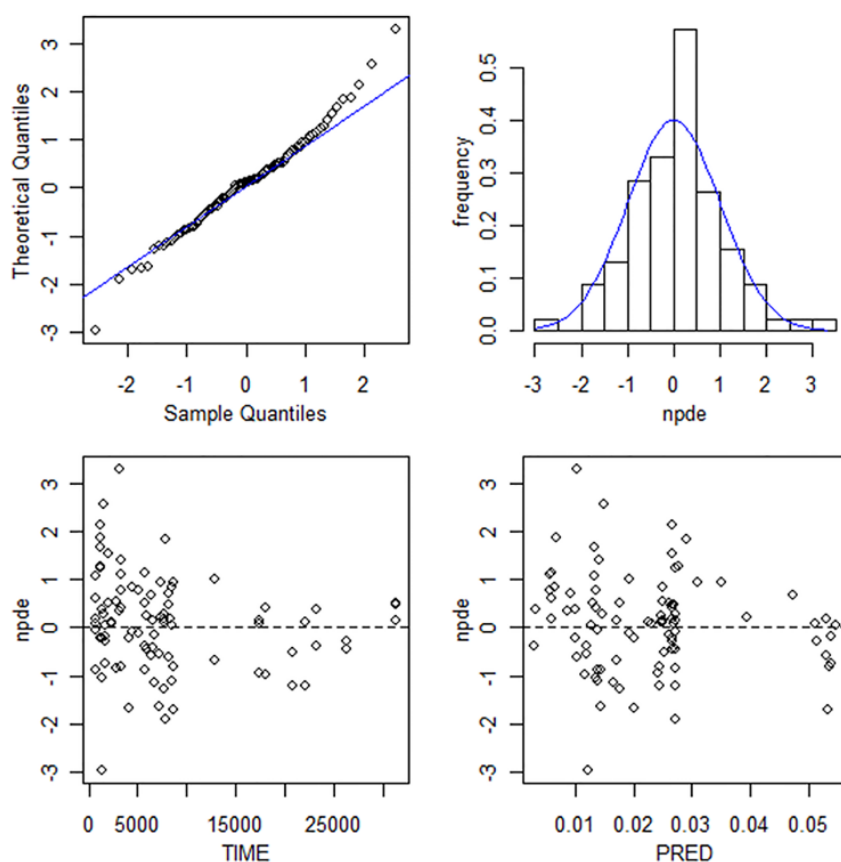 3
2
1
0
-1
-2
-3
Theoretical Quantiles
-2 -1 0 1 2
Sample Quantiles
0.5
0.4
0.3
0.2
0.1
0.0
frequency
-3 -2 -1 0 1 2 3
npde
3
2
1
0
-1
-2
-3
npde
0 5000 15000 25000
TIME
3
2
1
0
-1
-2
-3
npde
0.01 0.02 0.03 0.04 0.05
PRED